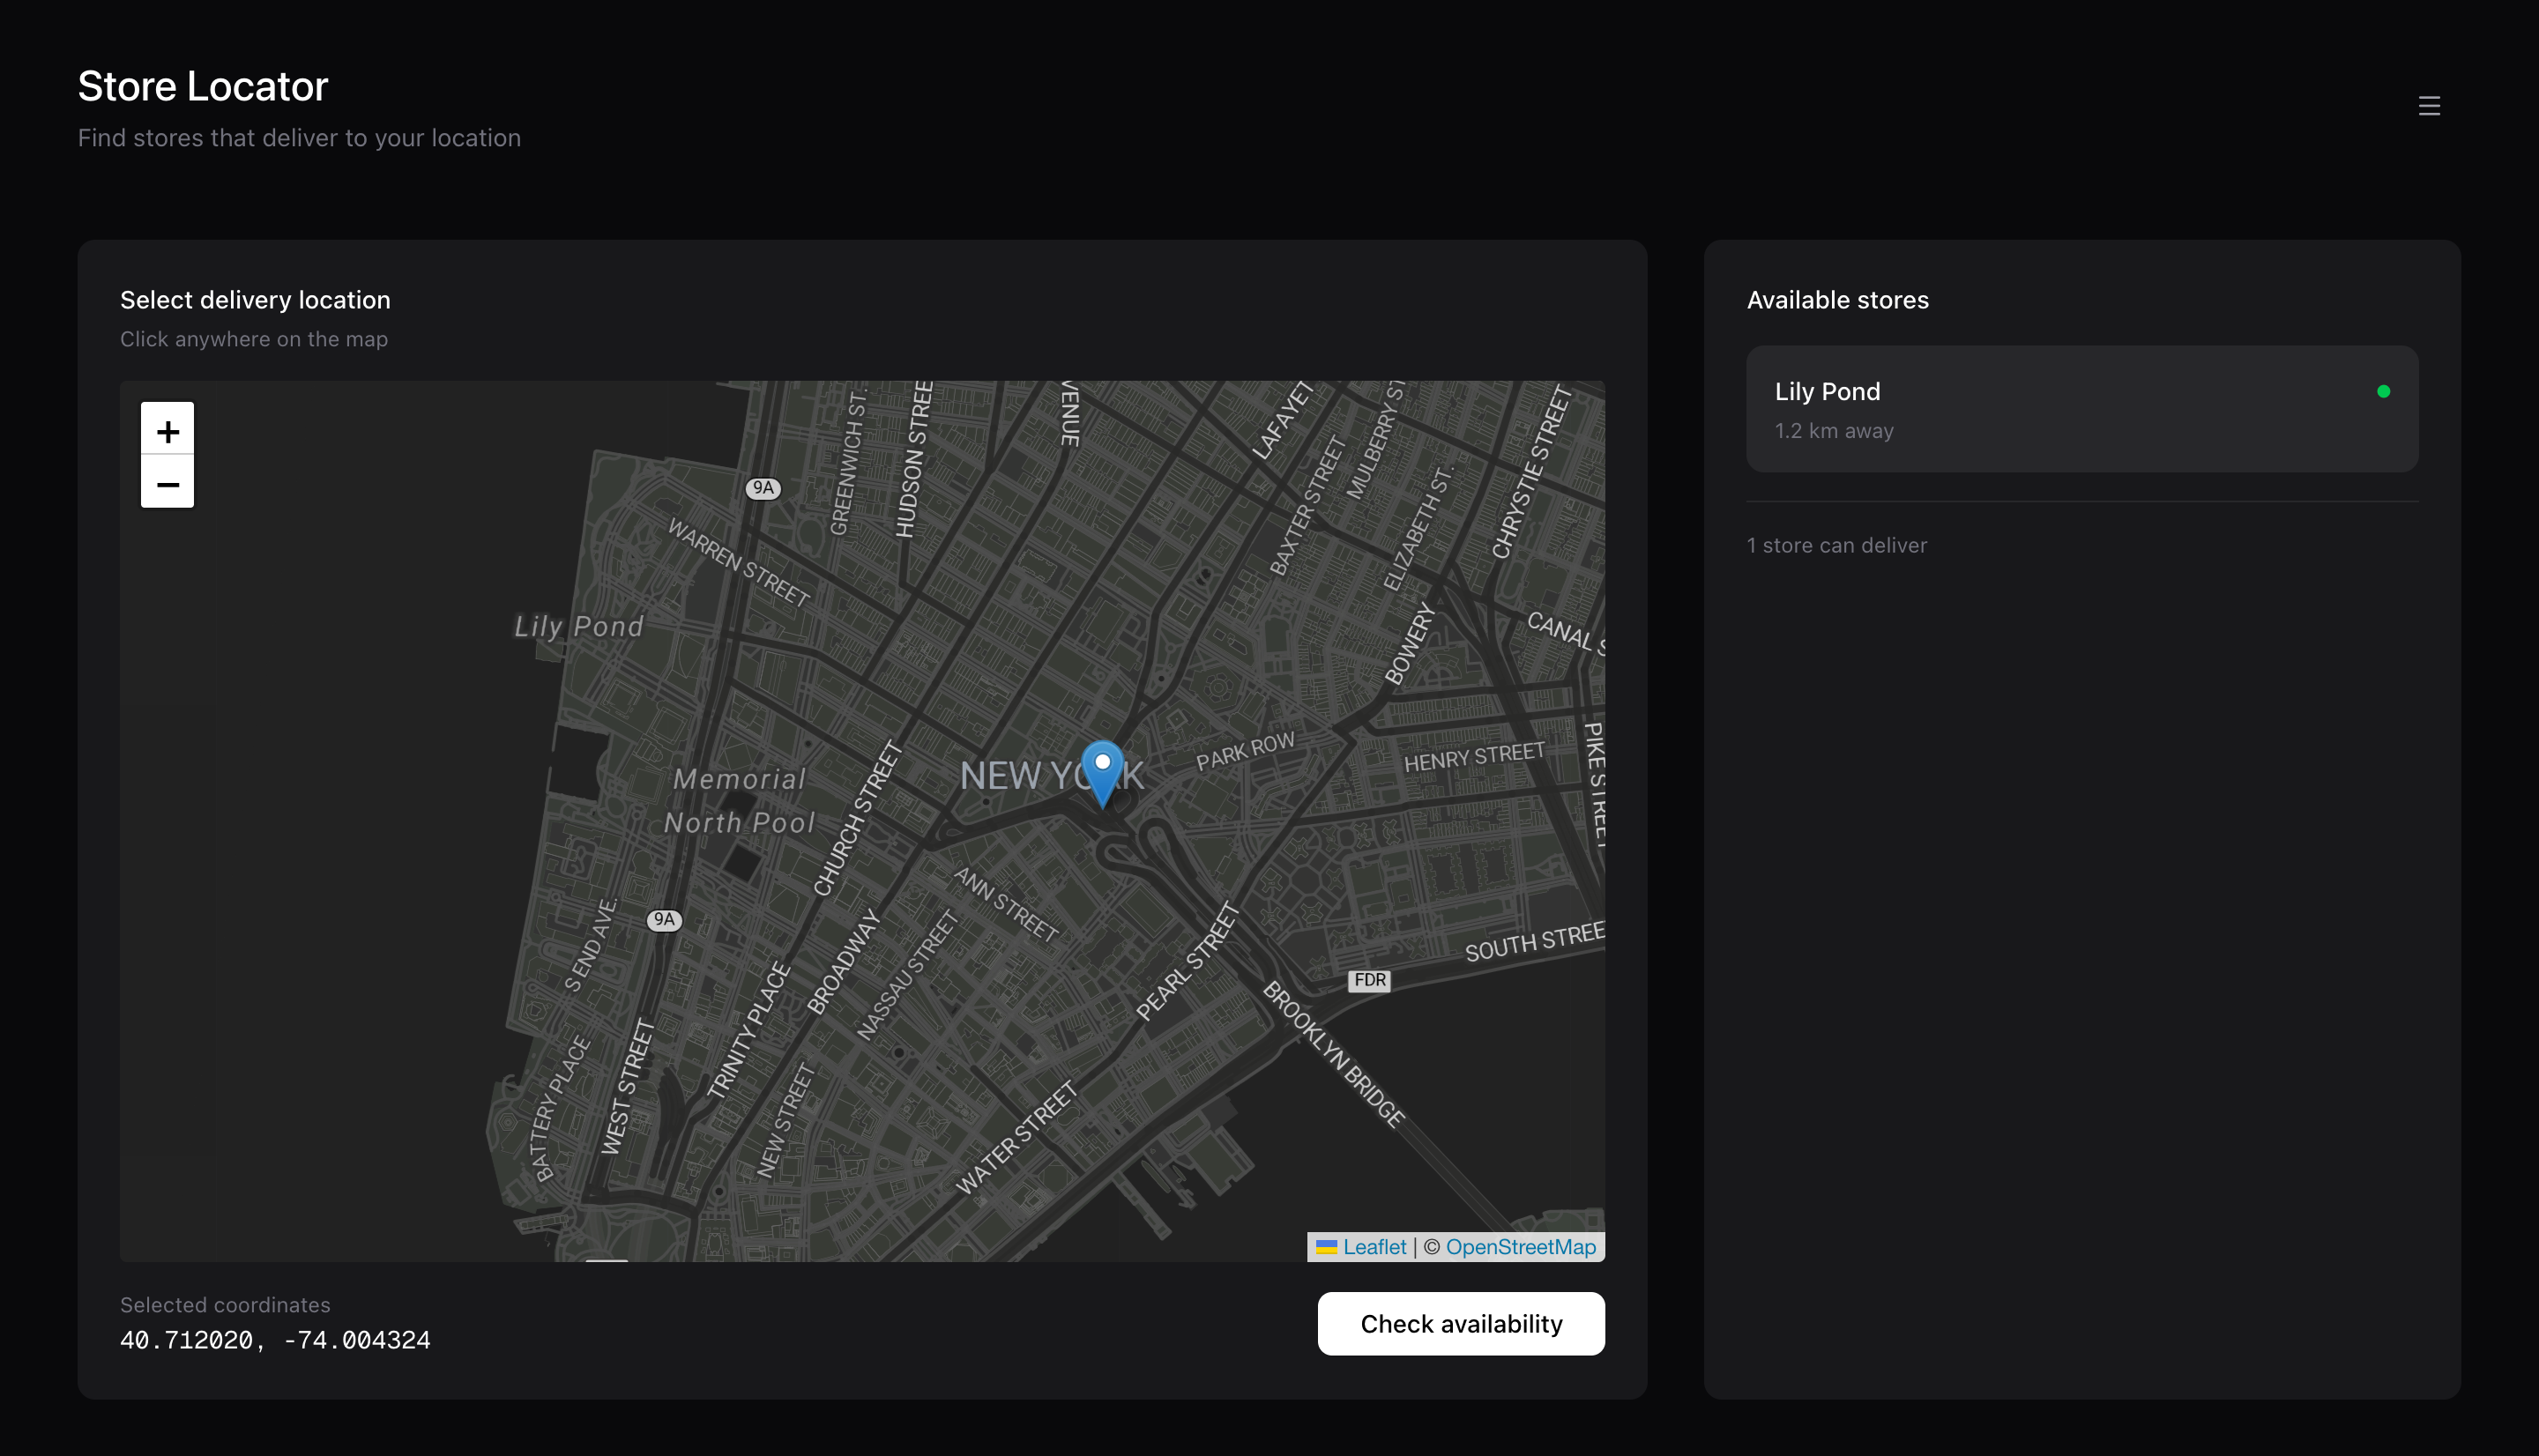 Store Locator
Find stores that deliver to your location
Select delivery location
Click anywhere on the map
+
−
9A
GREENWICH ST.
HUDSON STREE
VENUE
LAFAYET
BAXTER STREET
MULBERRY ST
ELIZABETH ST.
CHRYSTIE STREET
WARREN STREET
Lily Pond
BOWERY
CANAL S
NEW YORK
PARK ROW
HENRY STREET
PIKE STREET
Memorial
North Pool
CHURCH STREET
ANN STREET
9A
S END AVE.
BROADWAY
NASSAU STREET
PEARL STREET
SOUTH STREE
FDR
TRINITY PLACE
WEST STREET
BATTERY PLACE
NEW STREET
WATER STREET
BROOKLYN BRIDGE
Leaflet | © OpenStreetMap
Selected coordinates
40.712020, -74.004324
Check availability
Available stores
Lily Pond
1.2 km away
1 store can deliver